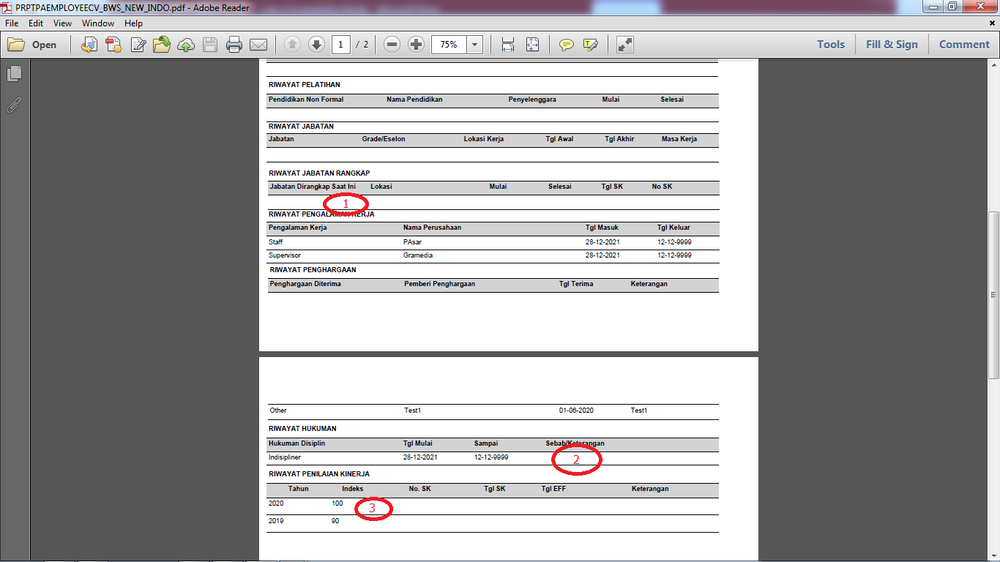 PRPTPAEMPLOYEECV_BWS_NEW_INDO.pdf - Adobe Reader
File Edit View Window Help
Open 1 / 2 75% Tools Fill & Sign Comment
RIWAYAT PELATIHAN
Pendidikan Non Formal Nama Pendidikan Penyelenggara Mulai Selesai
RIWAYAT JABATAN
Jabatan Grade/Eselon Lokasi Kerja Tgl Awal Tgl Akhir Masa Kerja
RIWAYAT JABATAN RANGKAP
Jabatan Dirangkap Saat Ini Lokasi Mulai Selesai Tgl SK No SK
1
RIWAYAT PENGALAMAN KERJA
Pengalaman Kerja Nama Perusahaan Tgl Masuk Tgl Keluar
Staff PAsar 28-12-2021 12-12-9999
Supervisor Gramedia 28-12-2021 12-12-9999
RIWAYAT PENGHARGAAN
Penghargaan Diterima Pemberi Penghargaan Tgl Terima Keterangan
Other Test1 01-06-2020 Test1
RIWAYAT HUKUMAN
Hukuman Disiplin Tgl Mulai Sampai Sebab/Keterangan
Indisipliner 28-12-2021 12-12-9999 2
RIWAYAT PENILAIAN KINERJA
Tahun Indeks No. SK Tgl SK Tgl EFF Keterangan
2020 100 3
2019 90